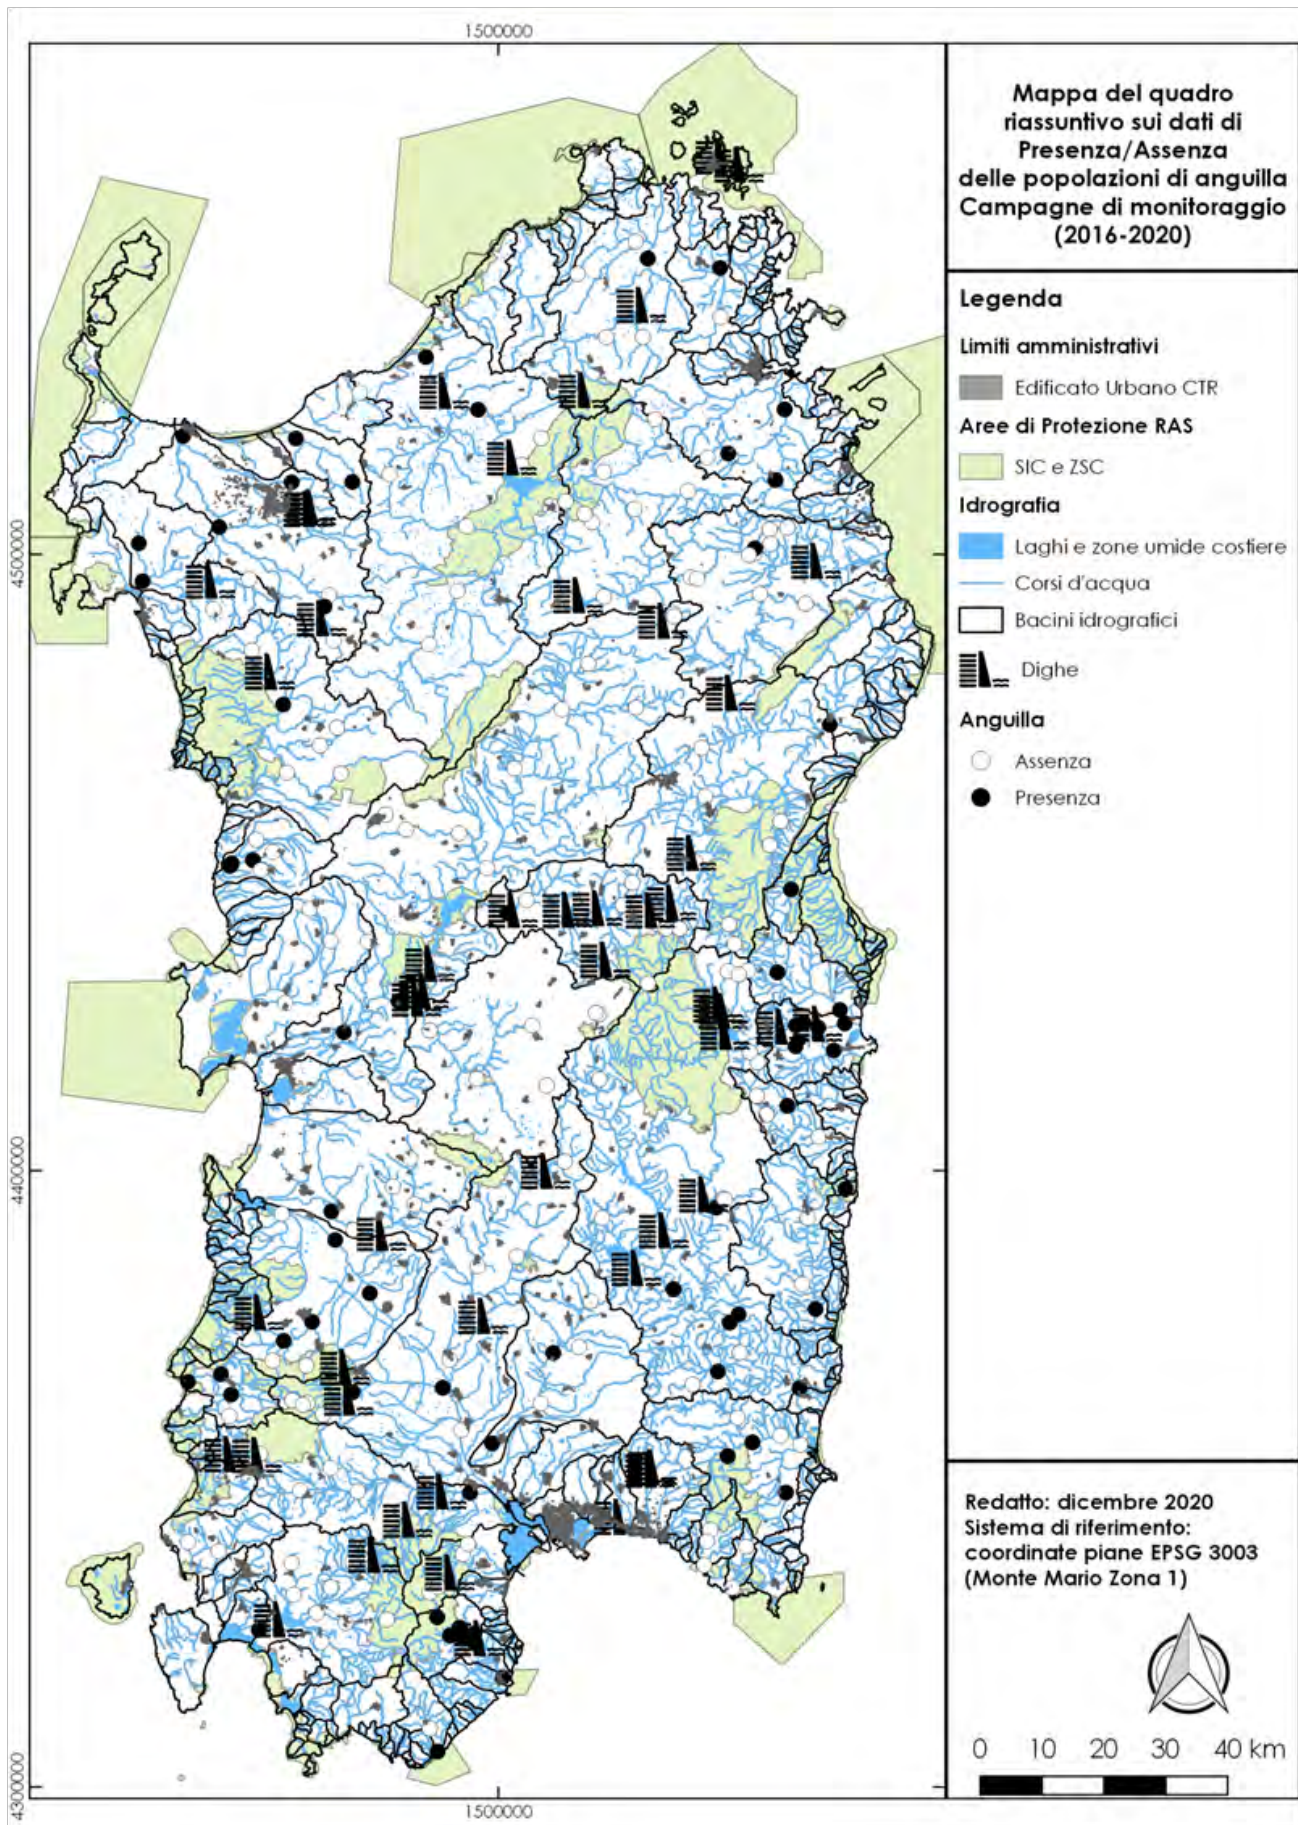 1500000
Mappa del quadro
riassuntivo sui dati di
Presenza/Assenza
delle popolazioni di anguilla
Campagne di monitoraggio
(2016-2020)
Legenda
Limiti amministrativi
Edificato Urbano CTR
Aree di Protezione RAS
SIC e ZSC
Idrografia
Laghi e zone umide costiere
Corsi d'acqua
Bacini idrografici
Dighe
Anguilla
Assenza
Presenza
4500000
4400000
4300000
Redatto: dicembre 2020
Sistema di riferimento:
coordinate piane EPSG 3003
(Monte Mario Zona 1)
0 10 20 30 40 km
1500000